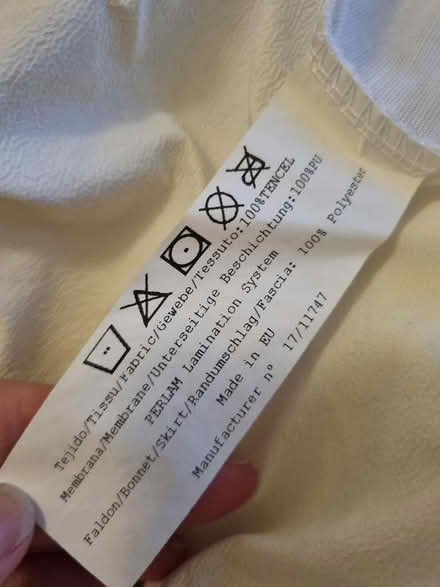 Tejido/Tissu/Fabric/Gewebe/Tessuto:100%TENCEL
Membrana/Membrane/Unterseitige Beschichtung:100%PU
PERLAM Lamination System
Faldon/Bonnet/Skirt/Randumschlag/Fascia: 100% Polyester
Made in EU
Manufacturer nº 17/11747